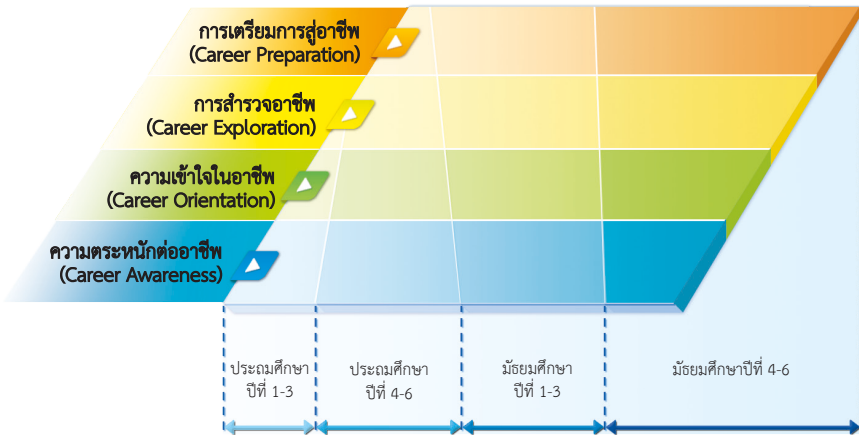 การเตรียมการสู่อาชีพ
(Career Preparation)
การสำรวจอาชีพ
(Career Exploration)
ความเข้าใจในอาชีพ
(Career Orientation)
ความตระหนักต่ออาชีพ
(Career Awareness)
ประถมศึกษา
ปีที่ 1-3
ประถมศึกษา
ปีที่ 4-6
มัธยมศึกษา
ปีที่ 1-3
มัธยมศึกษาปีที่ 4-6